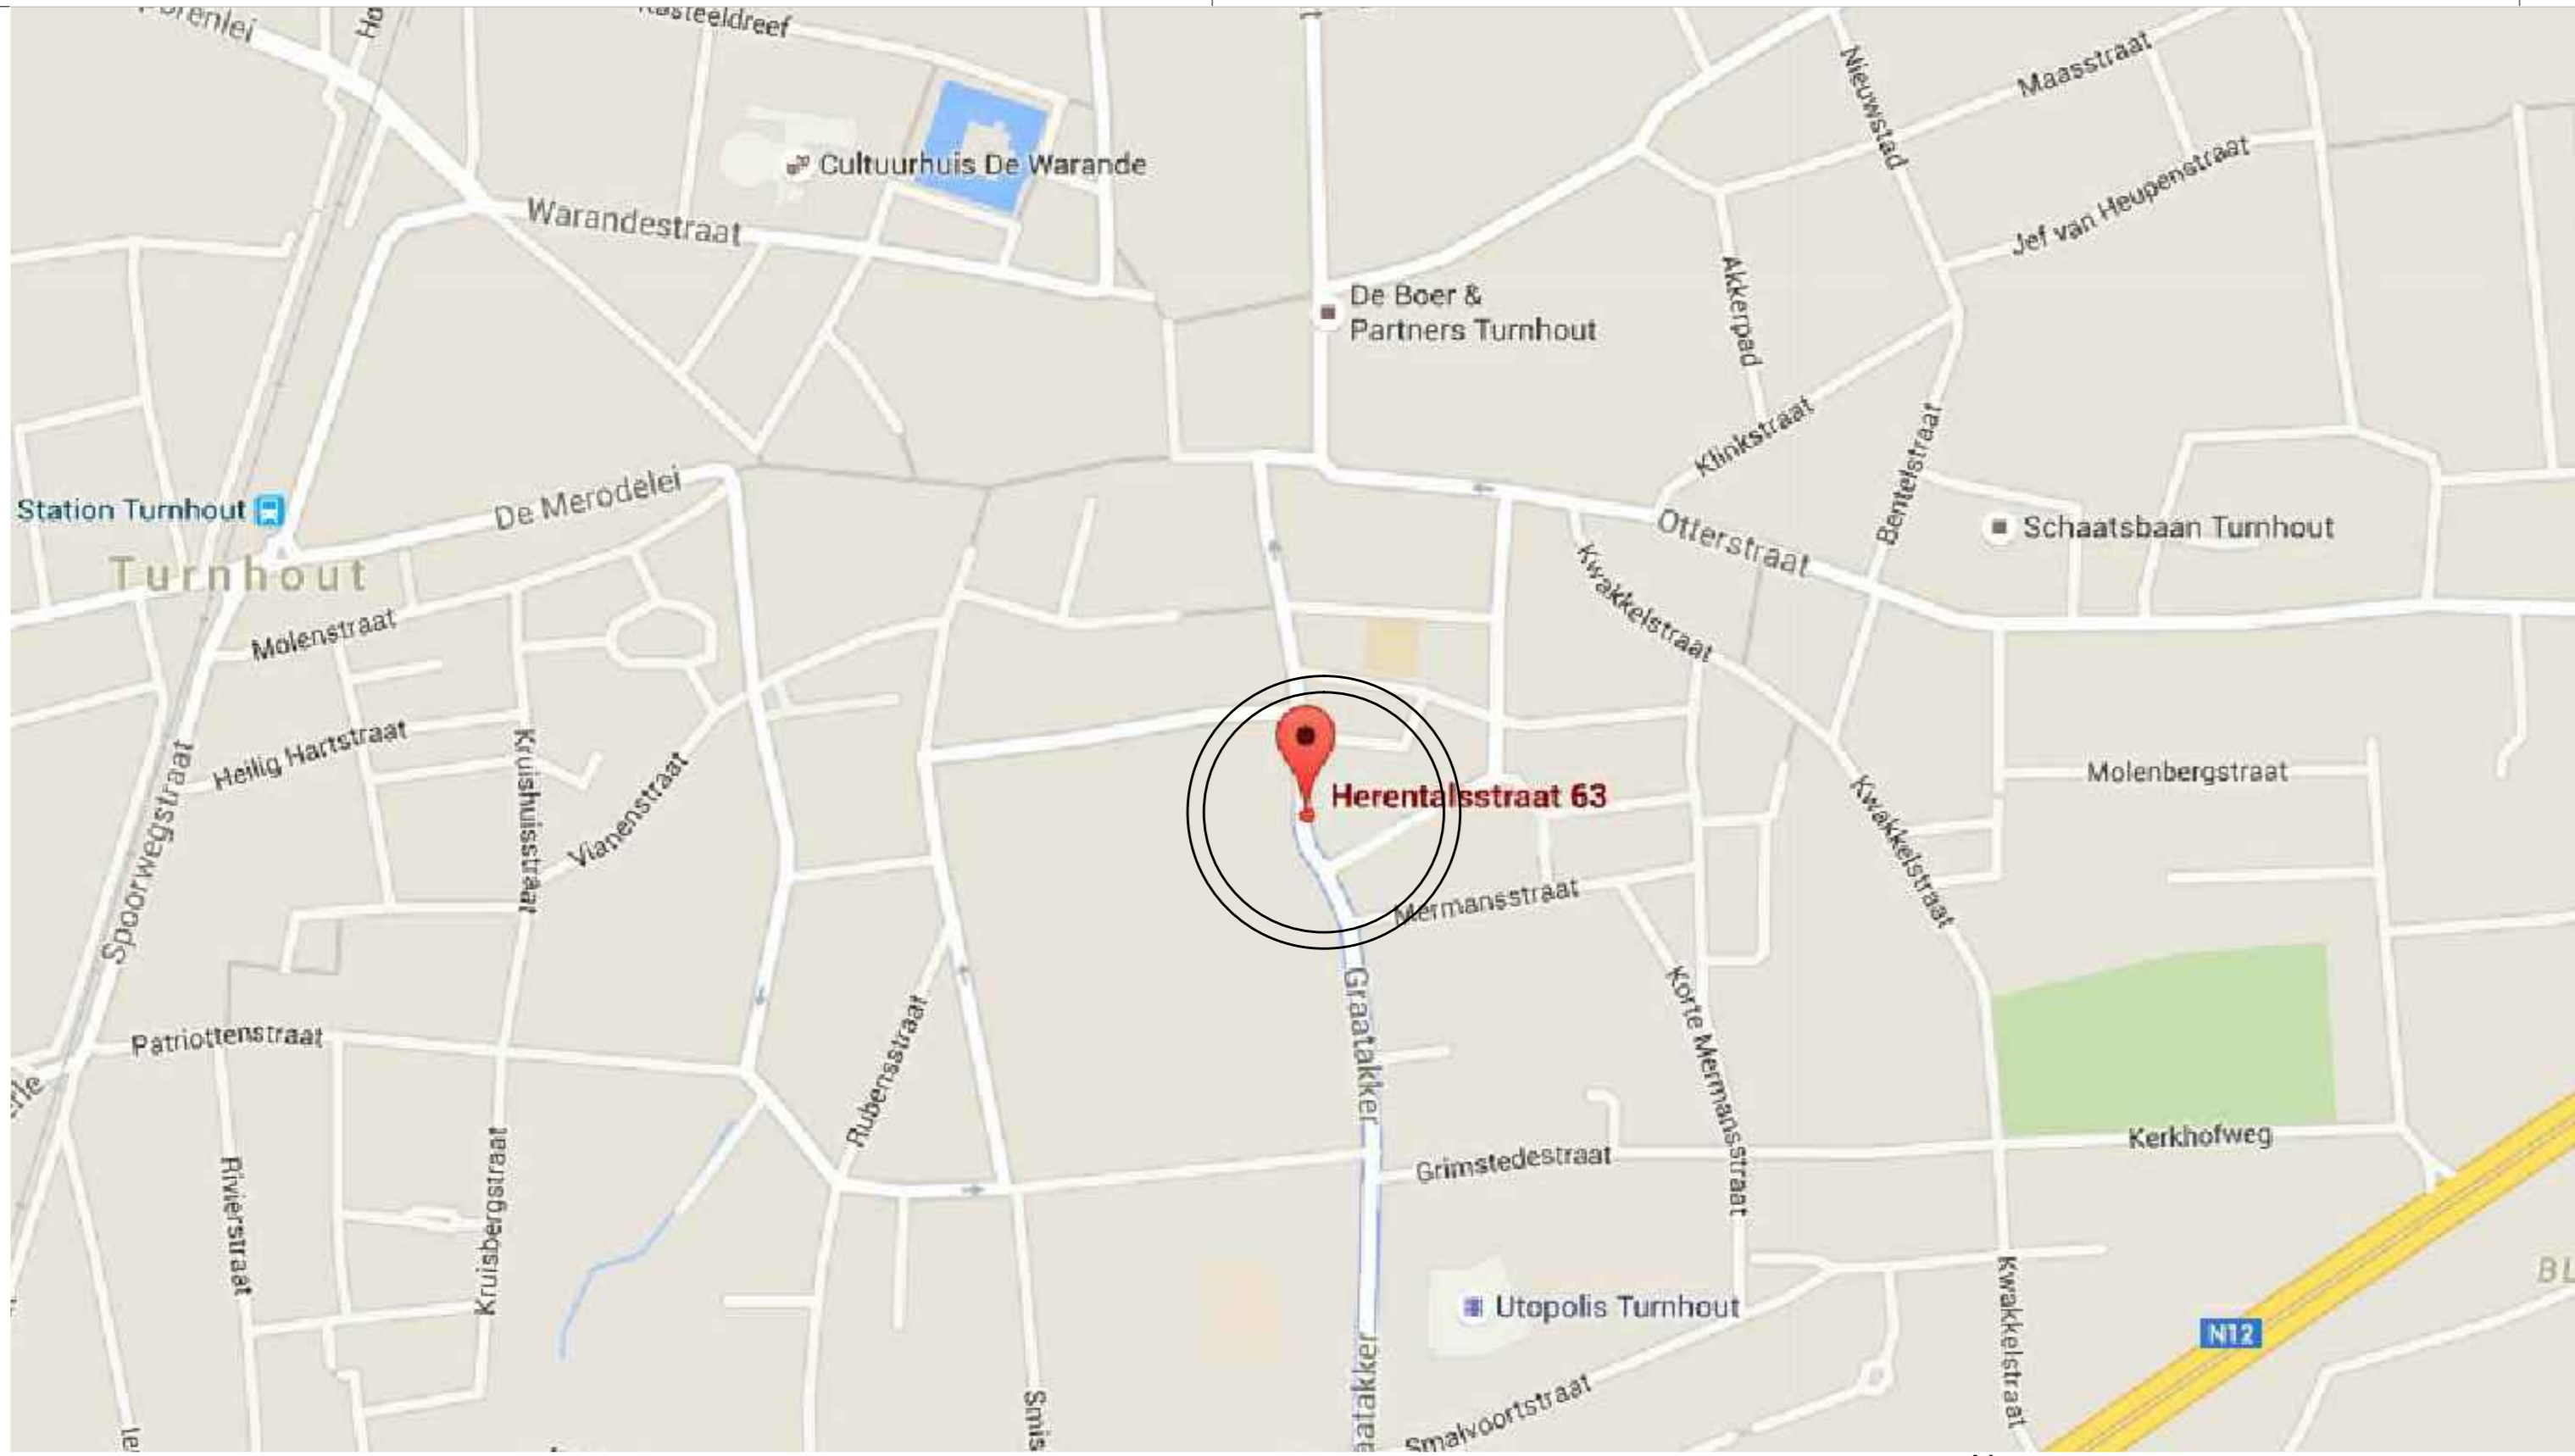 Kasteeldreef
Maasstraat
Nieuwstad
Cultuurhuis De Warande
Jef van Heupenstraat
Warandestraat
De Boer &
Partners Turnhout
Akkerpad
Klinkstraat
Bentelstraat
De Merodelei
Station Turnhout
Otterstraat
Schaatsbaan Turnhout
Turnhout
Kwakkelstraat
Molenstraat
Heilig Hartstraat
Kruishuisstraat
Vianenstraat
Spoorwegstraat
Herentalsstraat 63
Molenbergstraat
Kwakkelstraat
Mermansstraat
Graatakker
Korte Mermansstraat
Rubensstraat
Patriottenstraat
Kerkhofweg
Grimstedestraat
Rivierstraat
Kruisbergstraat
Utopolis Turnhout
N12
BL
Kwakkelstraat
Smis
Smalvoortstraat